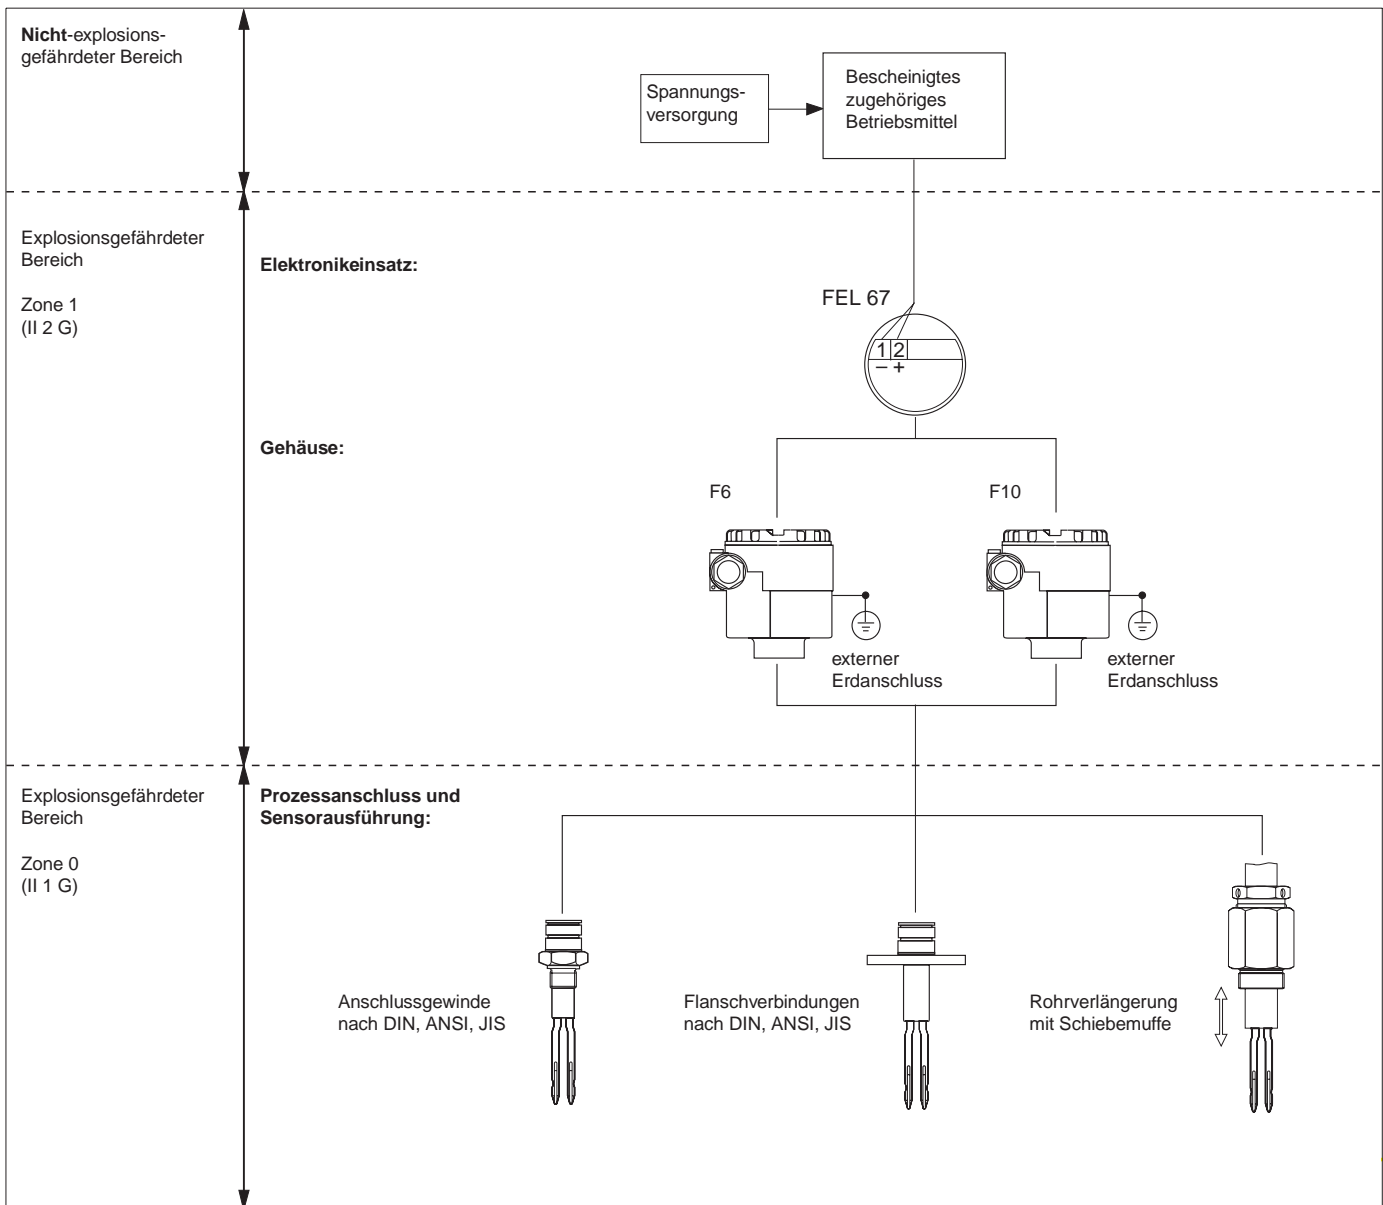 Nicht-explosions-
gefährdeter Bereich
Spannungs-
versorgung
Bescheinigtes
zugehöriges
Betriebsmittel
Explosionsgefährdeter
Bereich
Zone 1
(II 2 G)
Elektronikeinsatz:
FEL 67
1 2
– +
Gehäuse:
F6
F10
externer
Erdanschluss
externer
Erdanschluss
Explosionsgefährdeter
Bereich
Zone 0
(II 1 G)
Prozessanschluss und
Sensorausführung:
Anschlussgewinde
nach DIN, ANSI, JIS
Flanschverbindungen
nach DIN, ANSI, JIS
Rohrverlängerung
mit Schiebemuffe